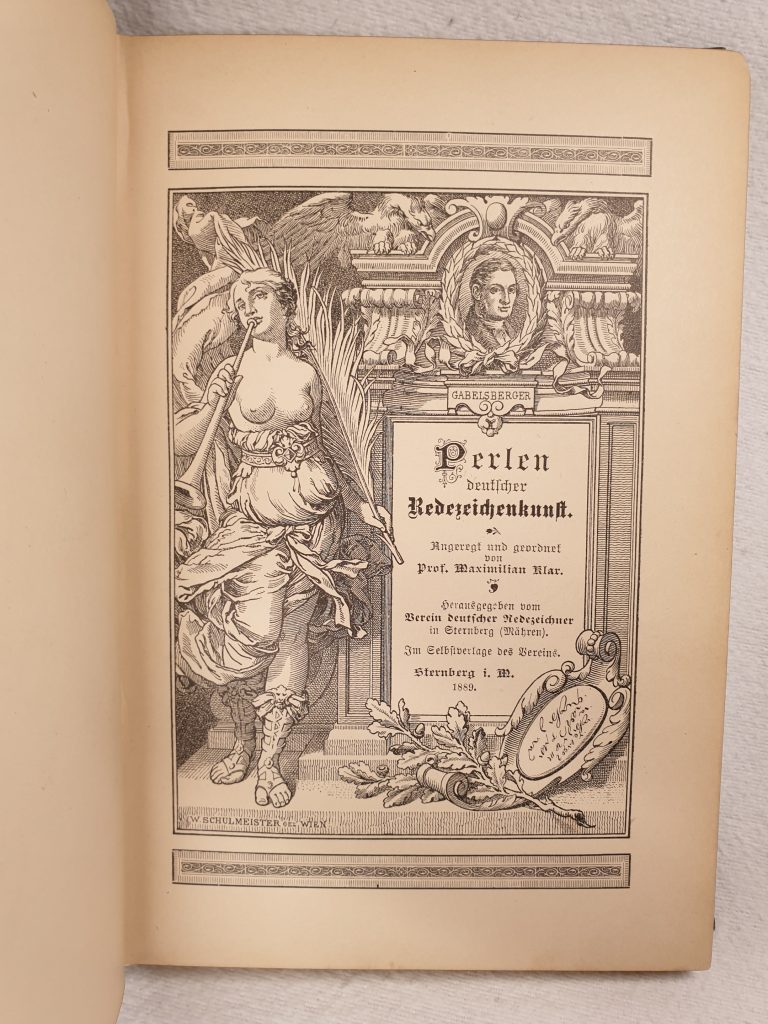 GABELSBERGER
Perlen
deutscher
Redezeichenkunst.
Angeregt und geordnet
von
Prof. Maximilian Klar.
Herausgegeben vom
Verein deutscher Redezeichner
in Sternberg (Mähren).
Im Selbstverlage des Vereins.
Sternberg i. M.
1889.
W. SCHULMEISTER GEZ. WIEN